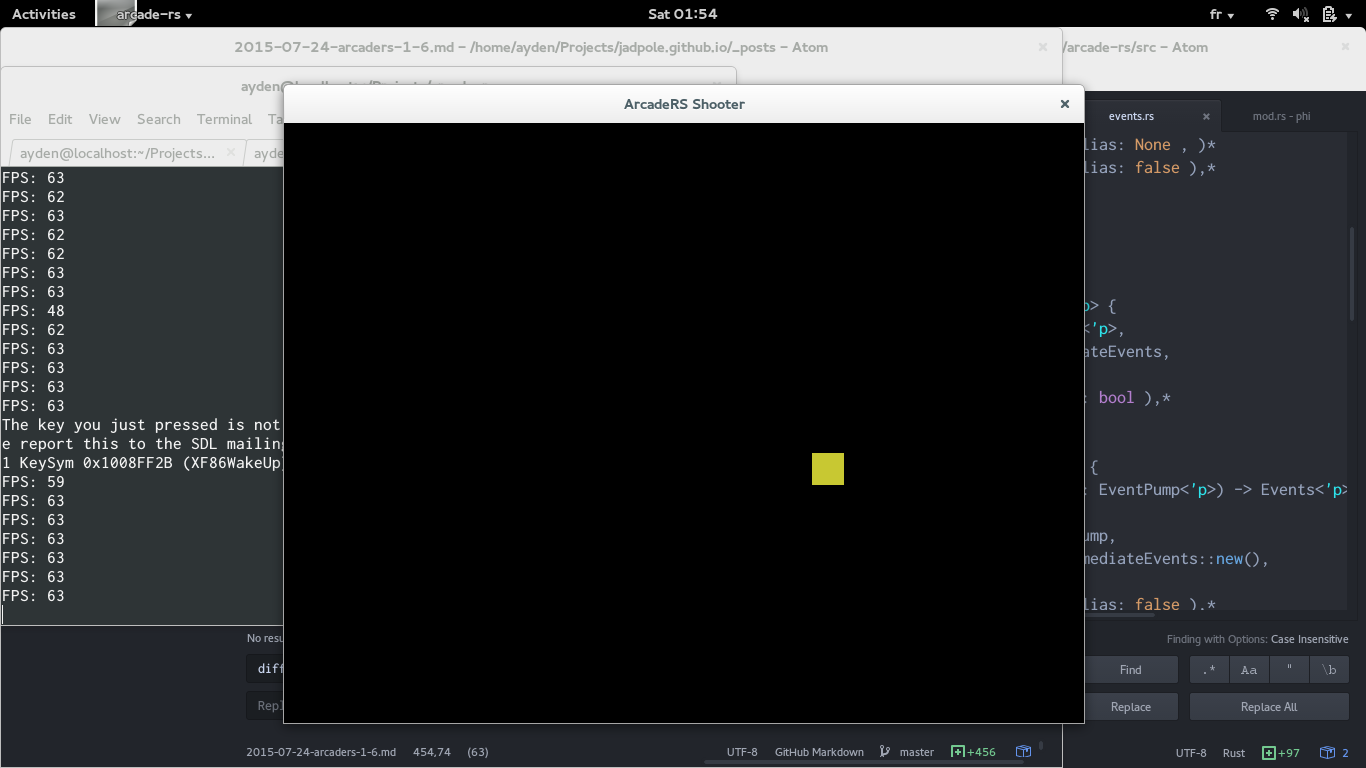 Activities arcade-rs Sat 01:54 fr
2015-07-24-arcaders-1-6.md – /home/ayden/Projects/jadpole.github.io/_posts – Atom
/arcade-rs/src – Atom
ArcadeRS Shooter
File Edit View Search Terminal Ta
ayden@localhost:~/Projects...
ayde
FPS: 63
FPS: 62
FPS: 63
FPS: 62
FPS: 62
FPS: 63
FPS: 63
FPS: 48
FPS: 62
FPS: 63
FPS: 63
FPS: 63
FPS: 63
The key you just pressed is not
e report this to the SDL mailing
1 KeySym 0x1008FF2B (XF86WakeUp)
FPS: 59
FPS: 63
FPS: 63
FPS: 63
FPS: 63
FPS: 63
FPS: 63
events.rs mod.rs - phi
lias: None , )*
lias: false ),*
p> {
<'p>,
ateEvents,
: bool ),*
{
: EventPump<'p>) -> Events<'p>
ump,
mediateEvents::new(),
lias: false ),*
No resu
diff
Repl
2015-07-24-arcaders-1-6.md 454,74 (63) UTF-8 GitHub Markdown master +456
Finding with Options: Case Insensitive
Find .* Aa " \b
Replace Replace All
UTF-8 Rust +97 2